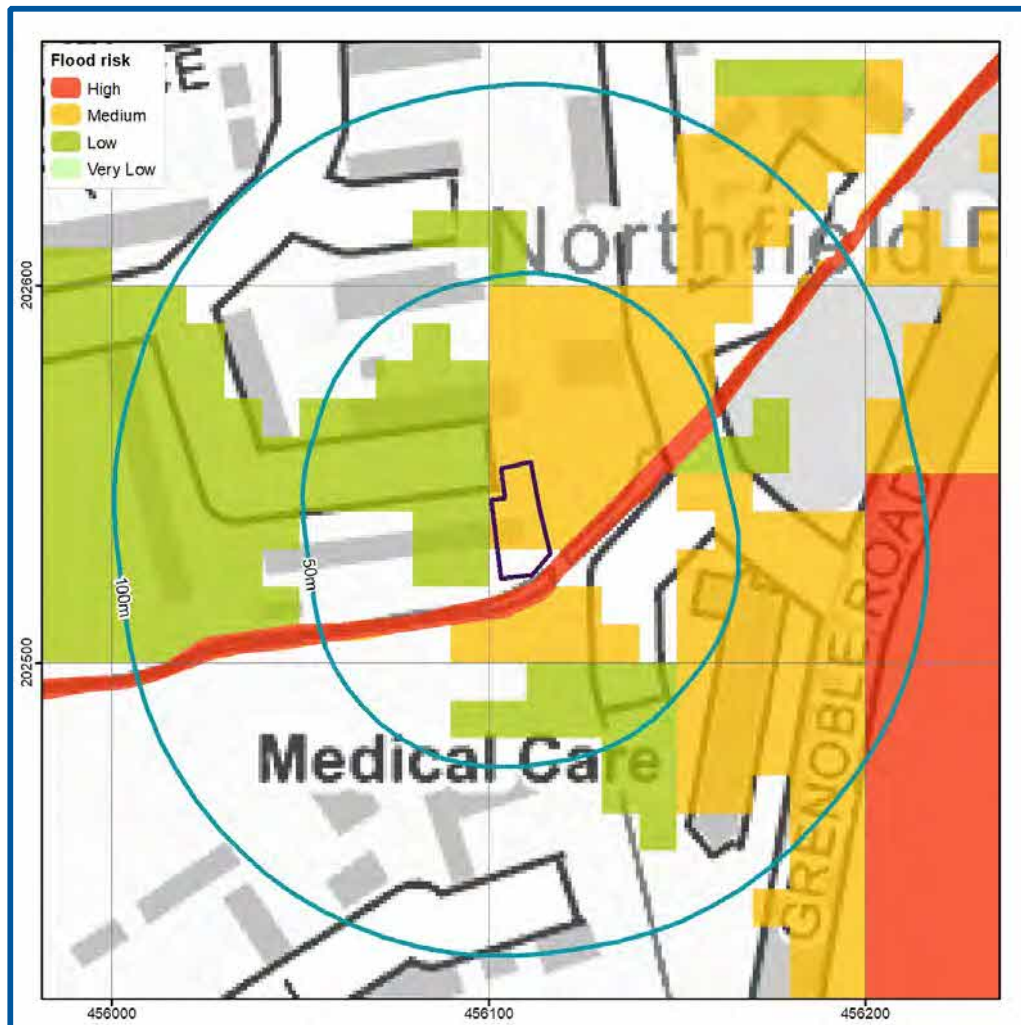 Flood risk
High
Medium
Low
Very Low
Northfield
100m
50m
Medical Care
GRENOBLE ROAD
202600
202500
456000
456100
456200